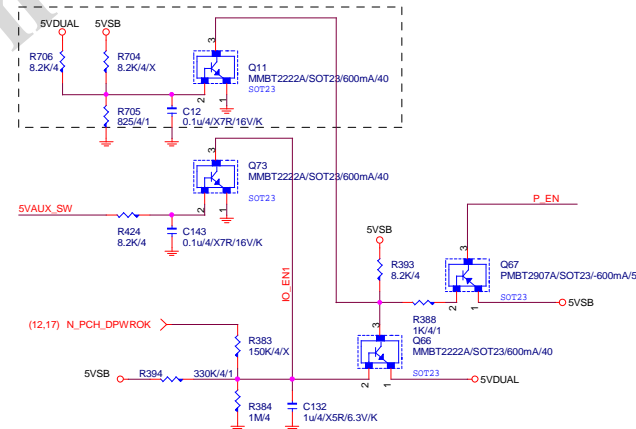 5VDUAL
5VSB
R706
8.2K/4
R704
8.2K/4/X
3
Q11
MMBT2222A/SOT23/600mA/40
SOT23
2
1
R705
825/4/1
C12
0.1u/4/X7R/16V/K
3
Q73
MMBT2222A/SOT23/600mA/40
SOT23
2
1
5VAUX_SW
R424
8.2K/4
C143
0.1u/4/X7R/16V/K
IO_EN1
P_EN
5VSB
R393
8.2K/4
3
Q67
PMBT2907A/SOT23/-600mA/5
SOT23
2
1
5VSB
R388
1K/4/1
(12,17) N_PCH_DPWROK
R383
150K/4/X
3
Q66
MMBT2222A/SOT23/600mA/40
SOT23
2
1
5VDUAL
5VSB
R394
330K/4/1
R384
1M/4
C132
1u/4/X5R/6.3V/K